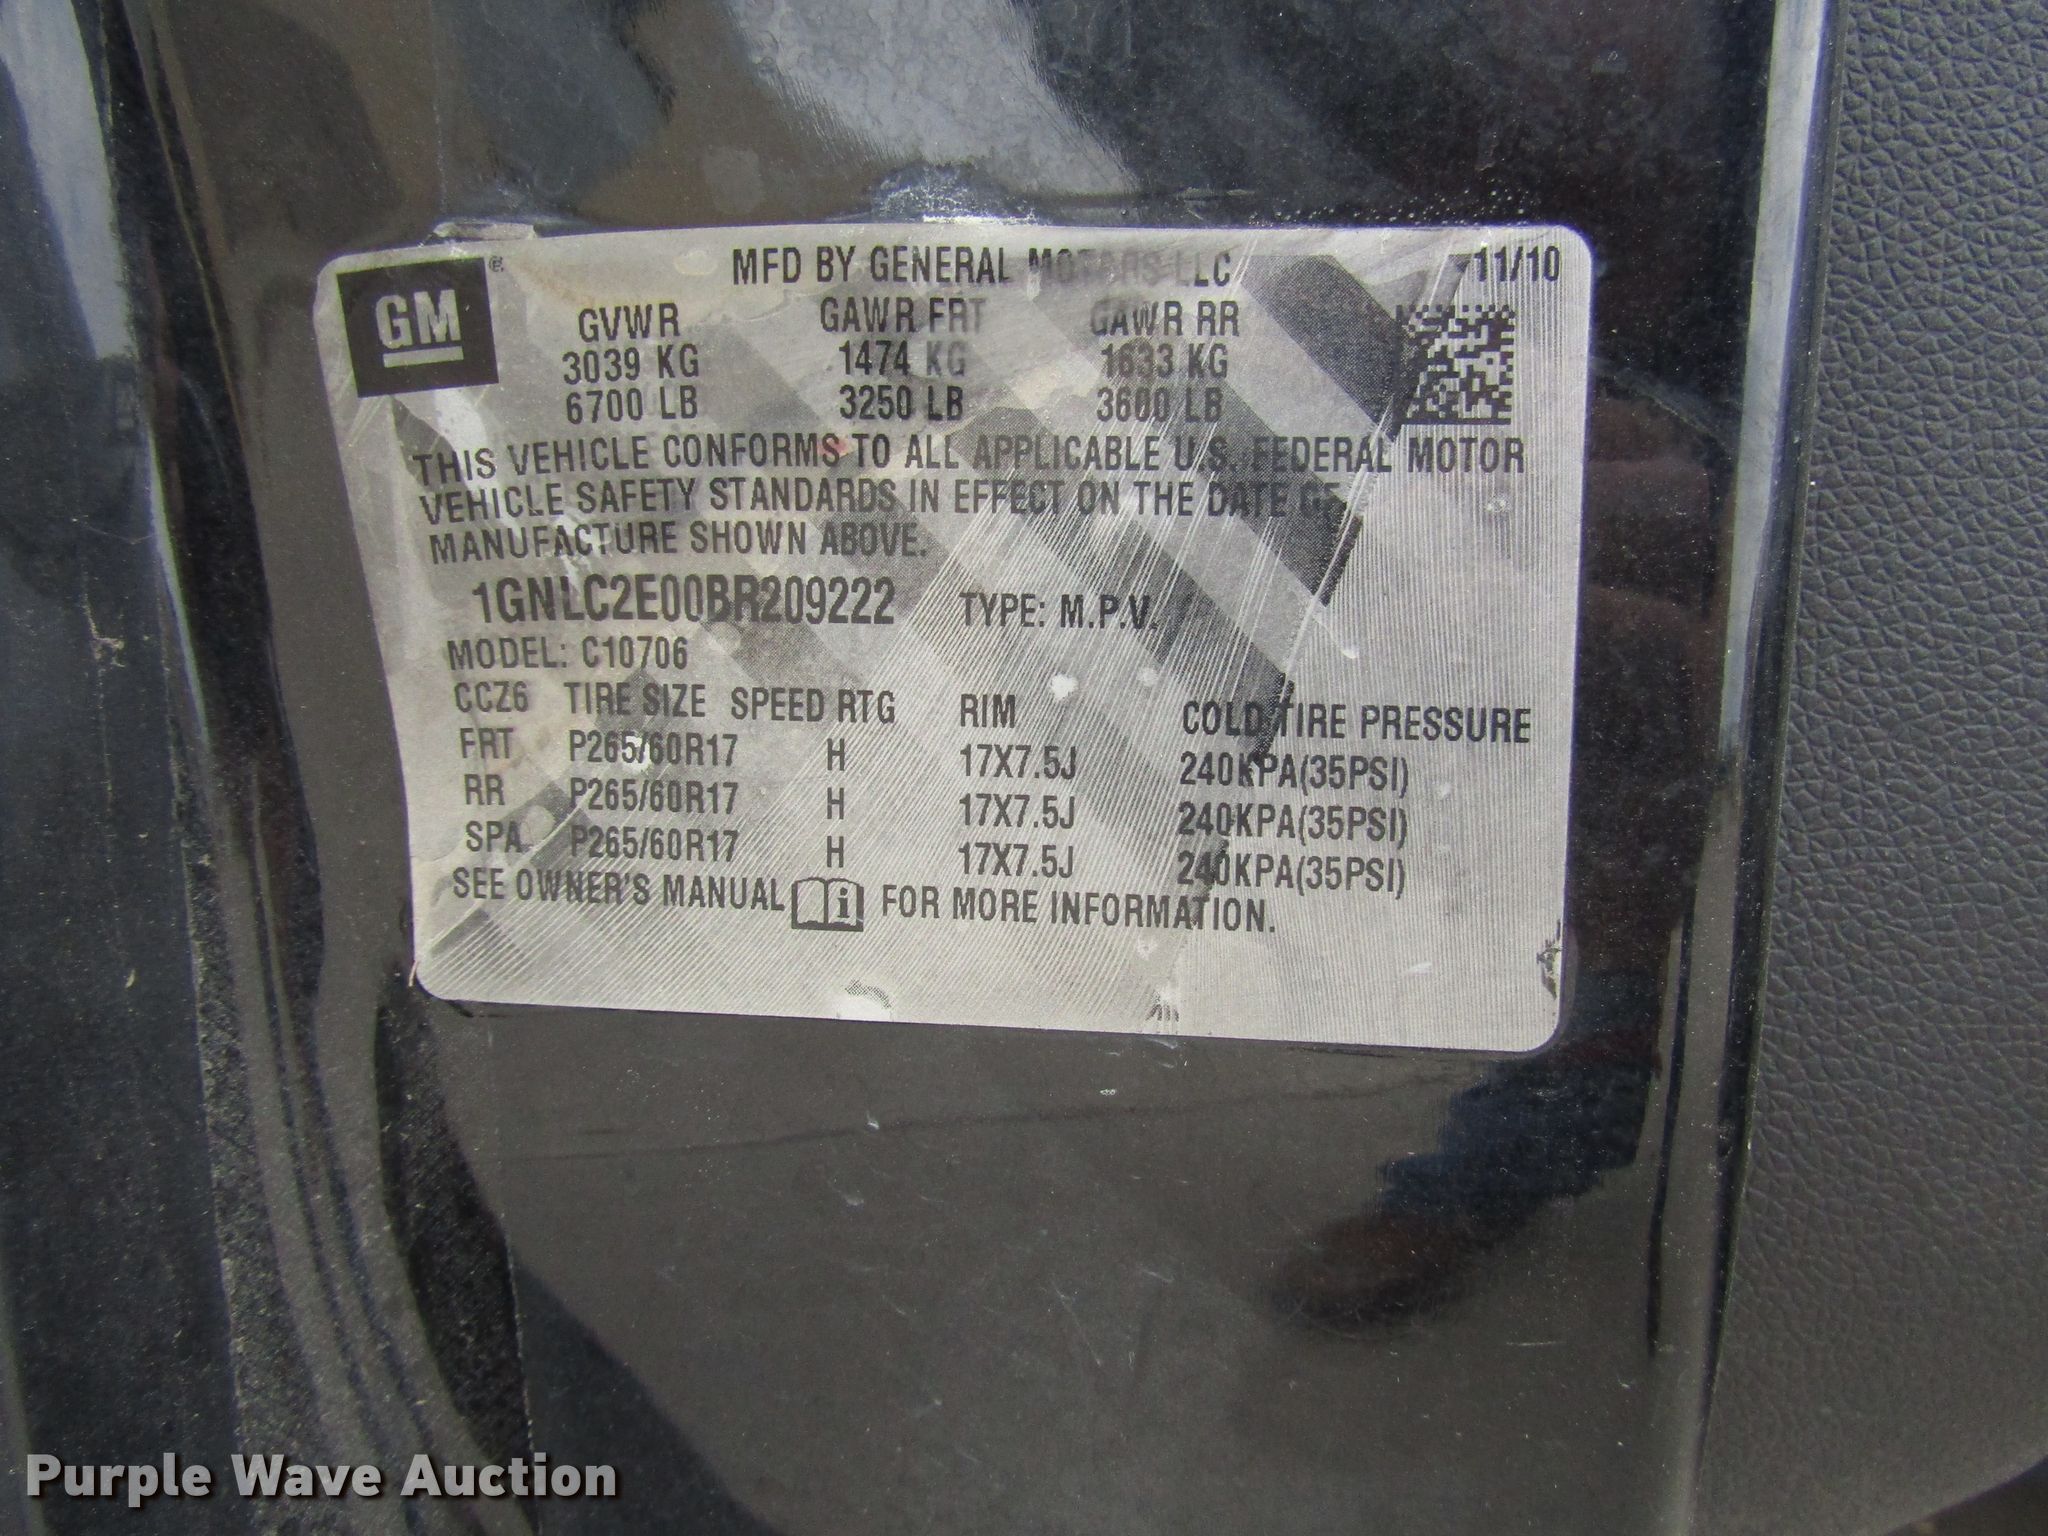 GM ©
MFD BY GENERAL MOTORS LLC 11/10
GVWR GAWR FRT GAWR RR
3039 KG 1474 KG 1633 KG
6700 LB 3250 LB 3600 LB
THIS VEHICLE CONFORMS TO ALL APPLICABLE U.S. FEDERAL MOTOR
VEHICLE SAFETY STANDARDS IN EFFECT ON THE DATE OF
MANUFACTURE SHOWN ABOVE.
1GNLC2E00BR209222 TYPE: M.P.V.
MODEL: C10706
CCZ6 TIRE SIZE SPEED RTG RIM COLD TIRE PRESSURE
FRT P265/60R17 H 17X7.5J 240KPA(35PSI)
RR P265/60R17 H 17X7.5J 240KPA(35PSI)
SPA P265/60R17 H 17X7.5J 240KPA(35PSI)
SEE OWNER'S MANUAL i FOR MORE INFORMATION.
Purple Wave Auction